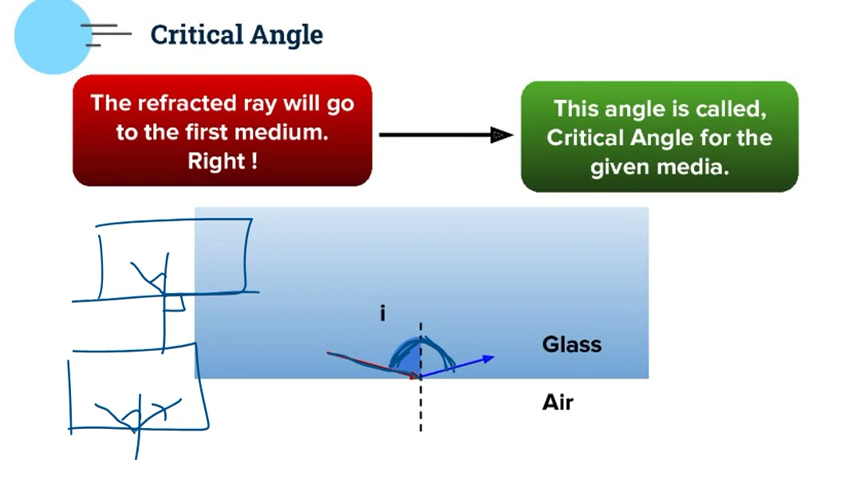 Critical Angle
The refracted ray will go
to the first medium.
Right !
This angle is called,
Critical Angle for the
given media.
i
Glass
Air